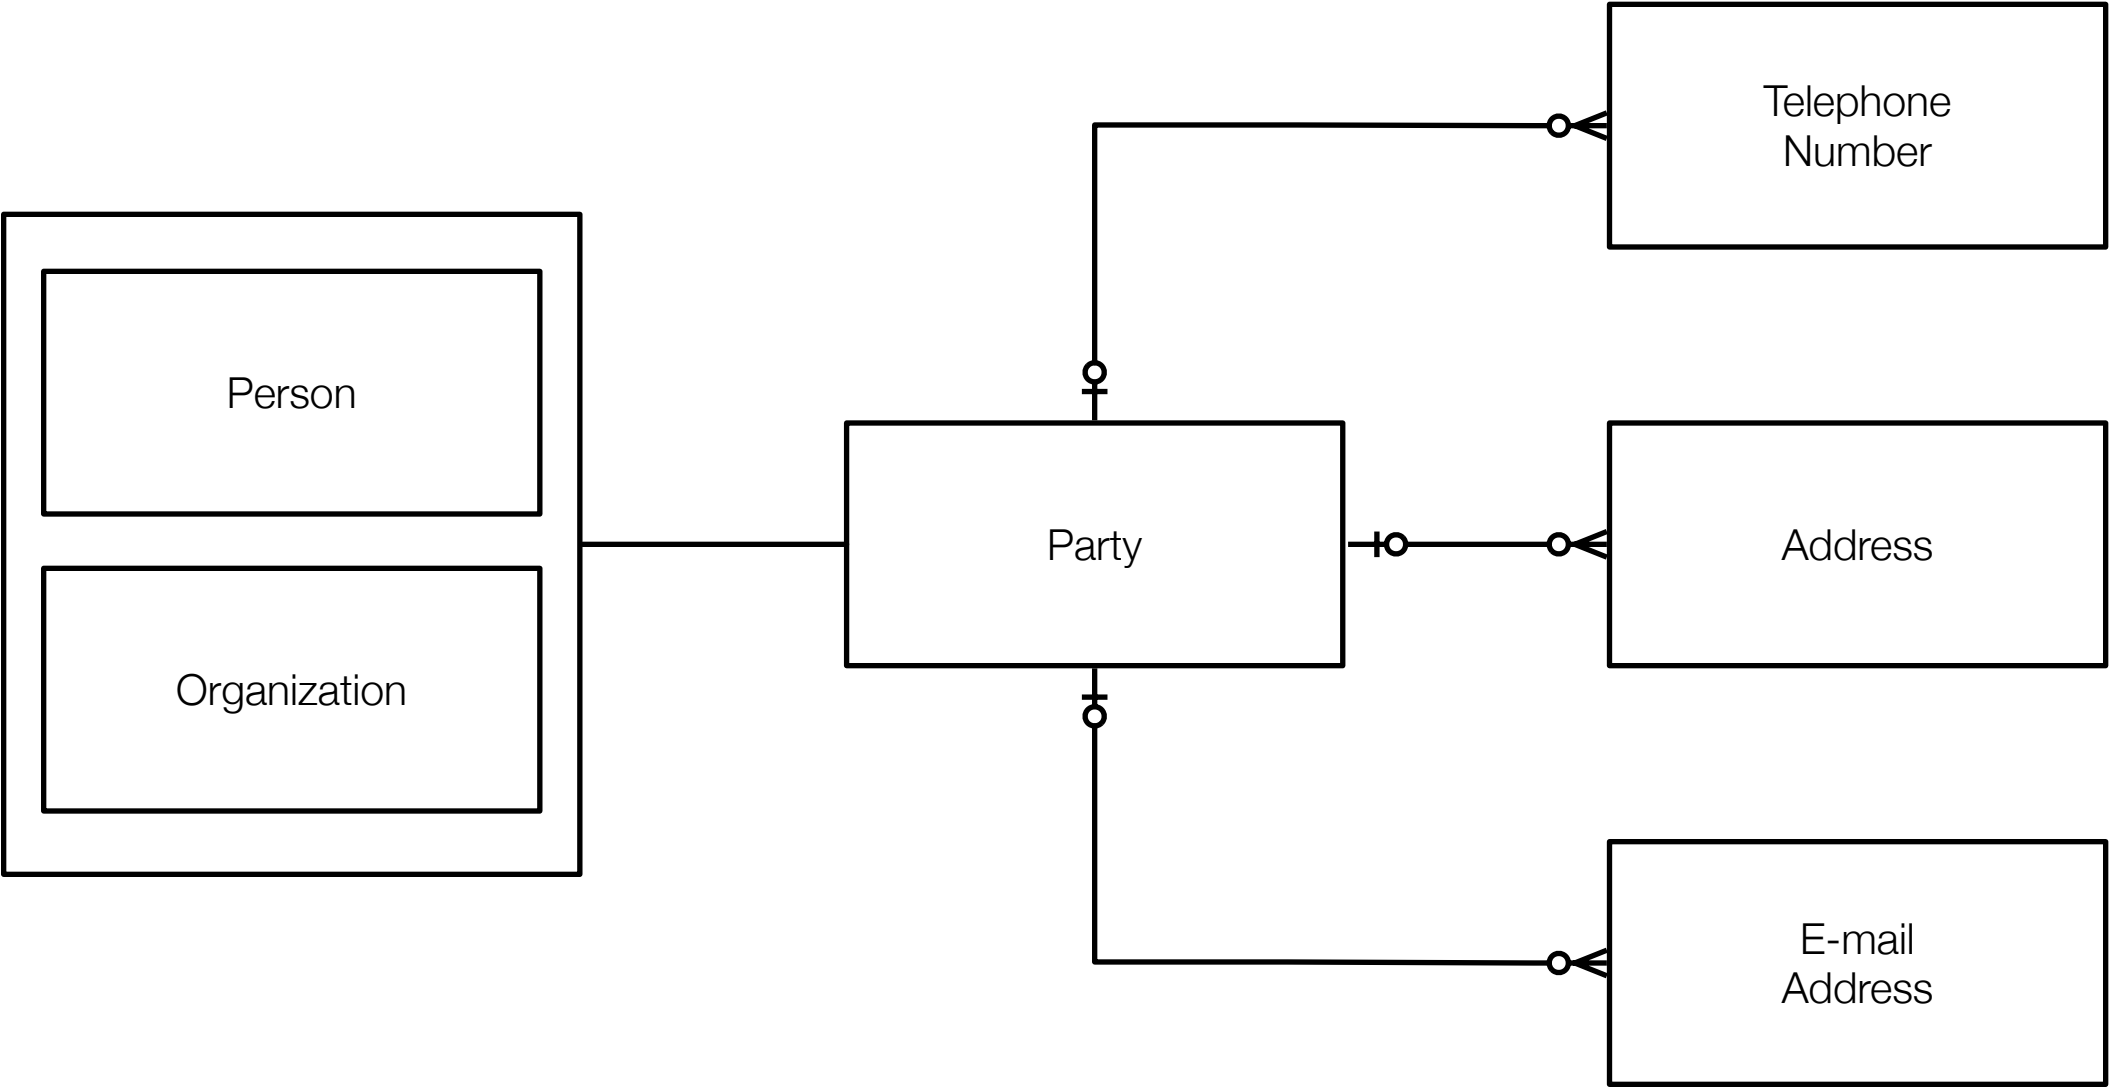 Person
Organization
Party
Telephone
Number
Address
E-mail
Address